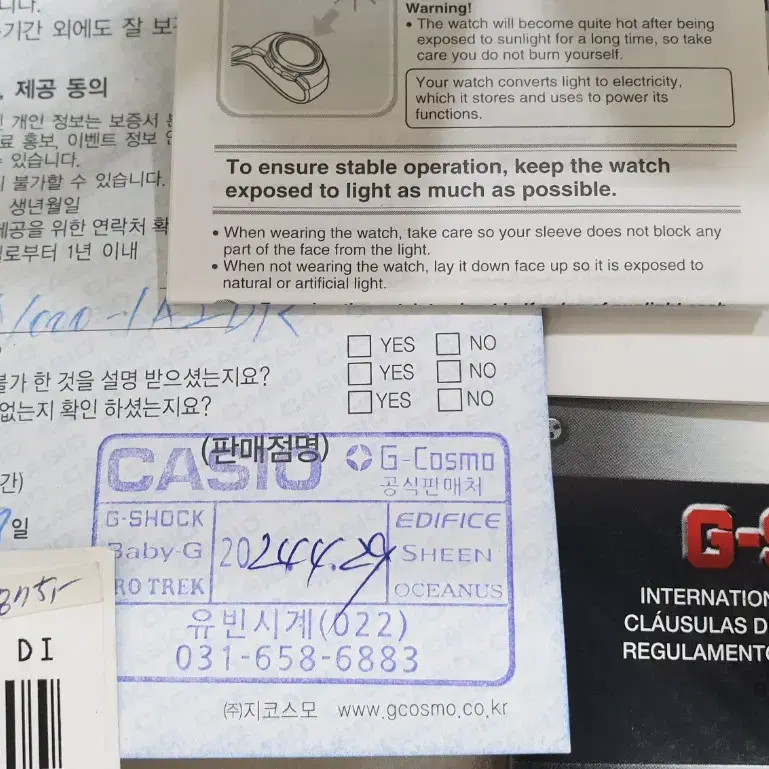 니다.
기간 외에도 잘 보
제공 동의
개인 정보는 보증서
료 홍보, 이벤트 정보
있습니다.
불가할 수 있습니다.
생년월일
제공을 위한 연락처 확
로부터 1년 이내
Warning!
• The watch will become quite hot after being
exposed to sunlight for a long time, so take
care you do not burn yourself.
Your watch converts light to electricity,
which it stores and uses to power its
functions.
To ensure stable operation, keep the watch
exposed to light as much as possible.
• When wearing the watch, take care so your sleeve does not block any
part of the face from the light.
• When not wearing the watch, lay it down face up so it is exposed to
natural or artificial light.
YES NO
불가 한 것을 설명 받으셨는지요? YES NO
없는지 확인 하셨는지요? YES NO
(판매점명)
CASIO G-Cosmo
공식판매처
간)
일
G-SHOCK
Baby-G
PRO TREK
2024.4.29
EDIFICE
SHEEN
OCEANUS
유빈시계(022)
031-658-6883
(주)지코스모 www.gcosmo.co.kr
DI
G-S
INTERNATION
CLÁUSULAS D
REGULAMENTO